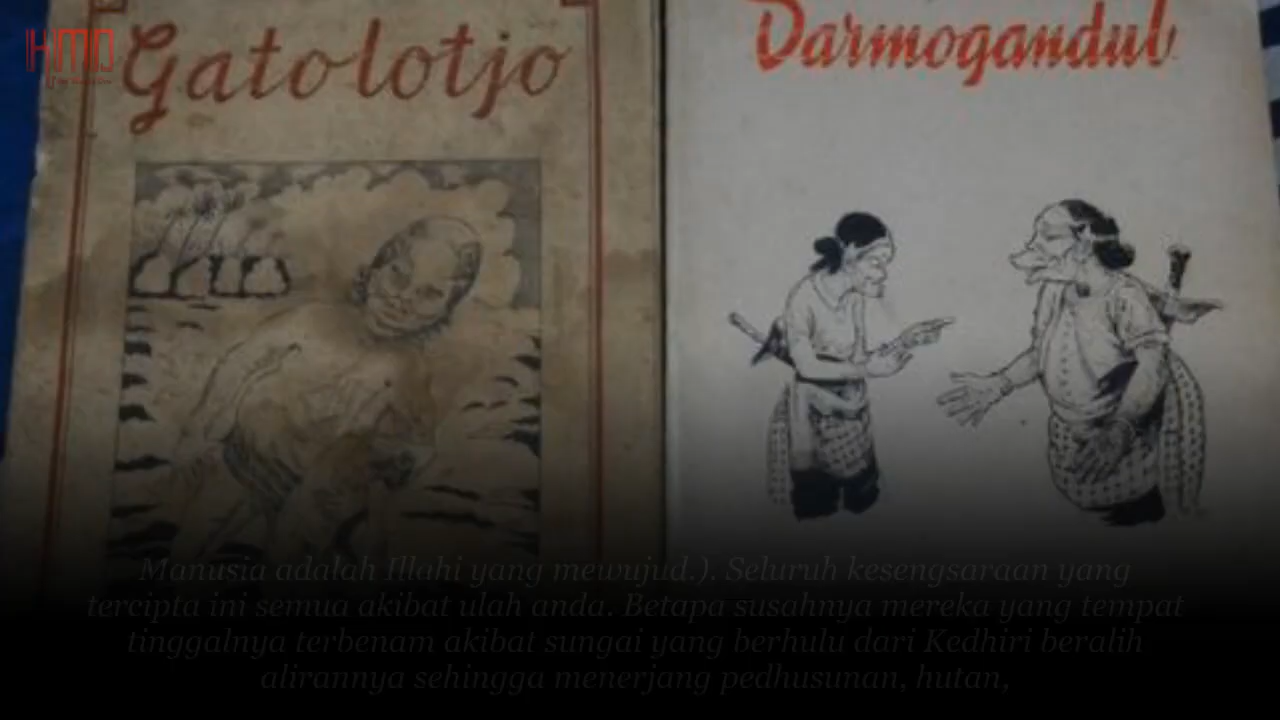 KMD
Gatolotjo
Darmogandul
Manusia adalah Illahi yang mewujud.). Seluruh kesengsaraan yang
tercipta ini semua akibat ulah anda. Betapa susahnya mereka yang tempat
tinggalnya terbenam akibat sungai yang berhulu dari Kedhiri beralih
alirannya sehingga menerjang pedhusunan, hutan,